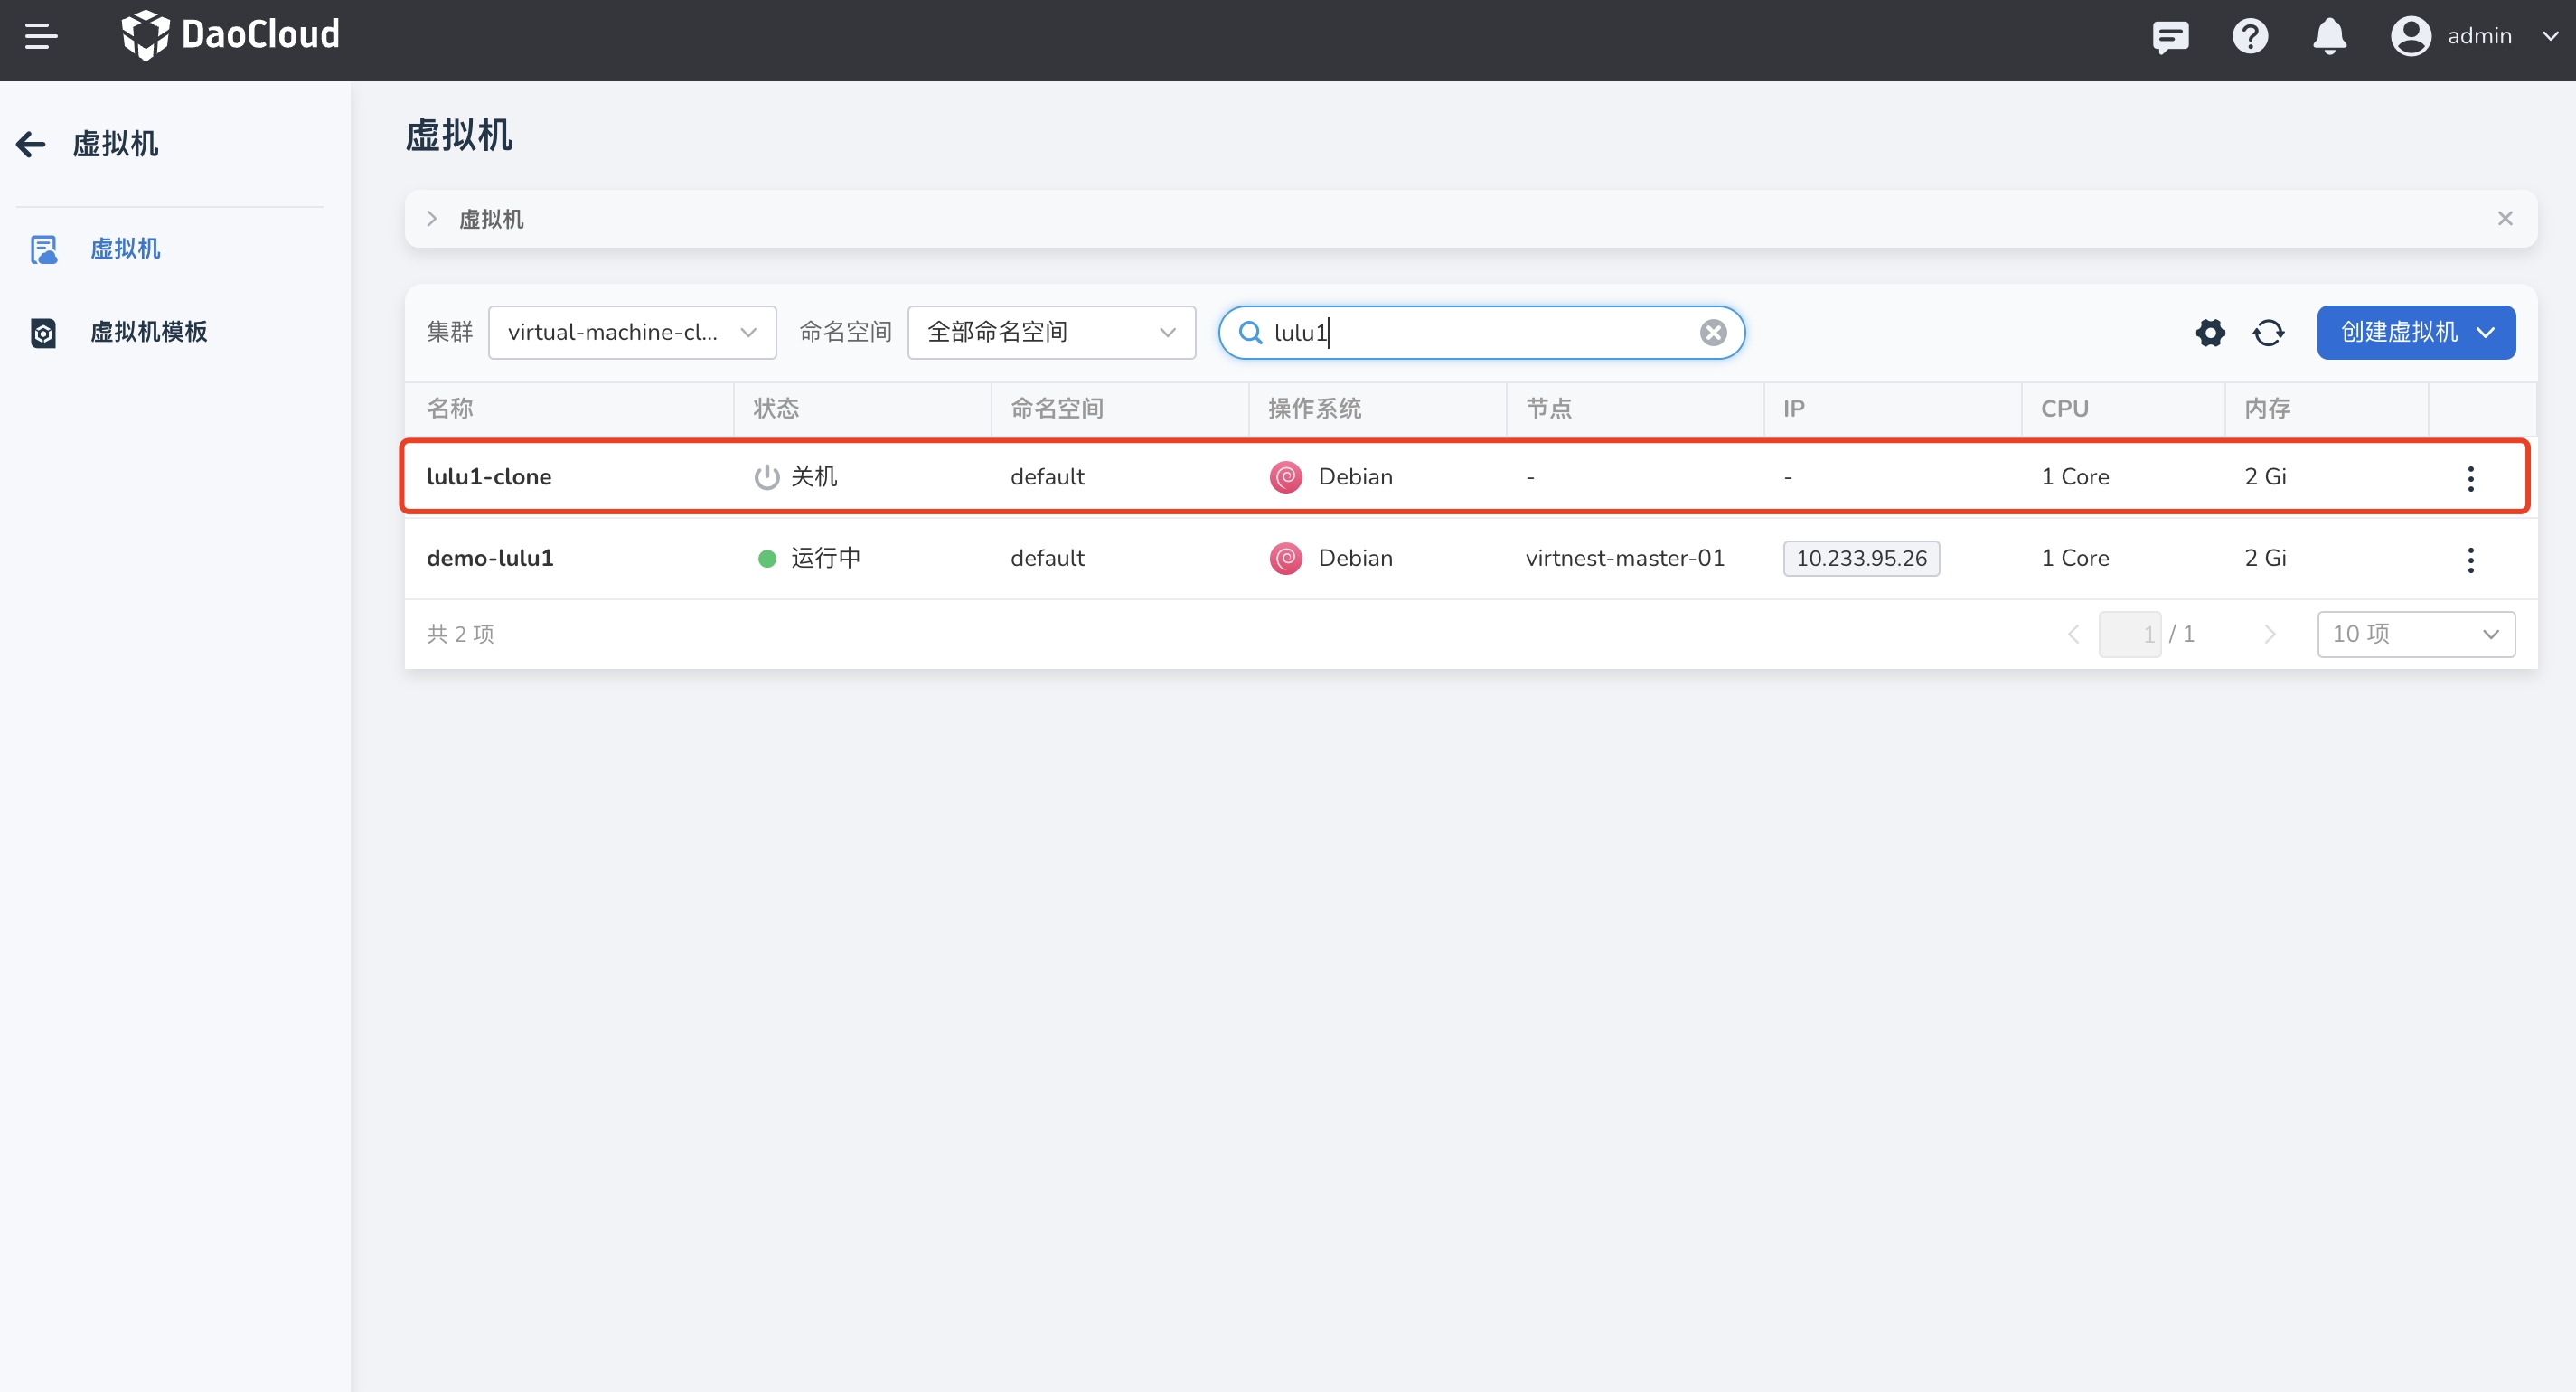 DaoCloud
admin
虚拟机
虚拟机
虚拟机模板
虚拟机
虚拟机
集群 virtual-machine-cl... 命名空间 全部命名空间 lulu1 创建虚拟机
名称 状态 命名空间 操作系统 节点 IP CPU 内存
lulu1-clone 关机 default Debian - - 1 Core 2 Gi
demo-lulu1 运行中 default Debian virtnest-master-01 10.233.95.26 1 Core 2 Gi
共 2 项 1 / 1 10 项